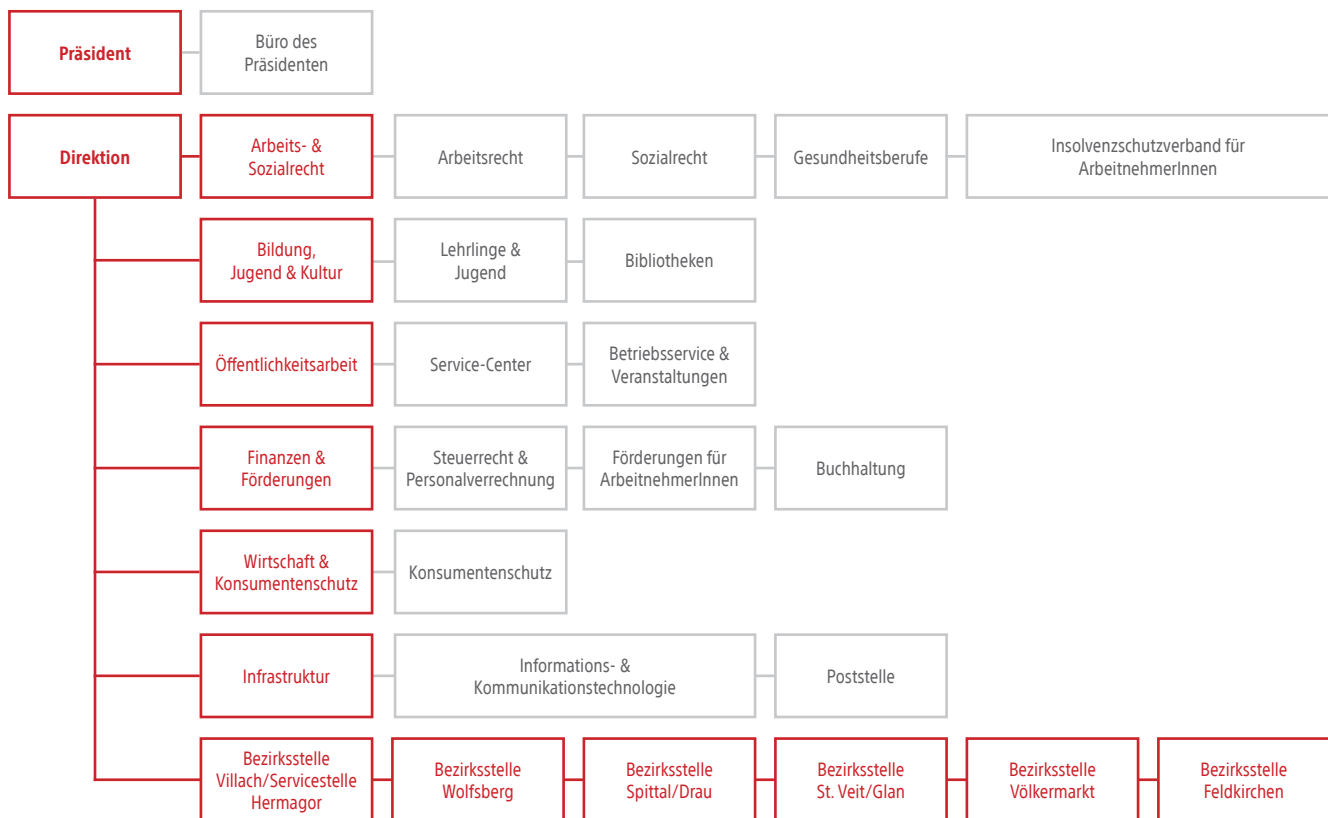 Präsident
Büro des
Präsidenten
Direktion
Arbeits- &
Sozialrecht
Arbeitsrecht
Sozialrecht
Gesundheitsberufe
Insolvenzschutzverband für
ArbeitnehmerInnen
Bildung,
Jugend & Kultur
Lehrlinge &
Jugend
Bibliotheken
Öffentlichkeitsarbeit
Service-Center
Betriebsservice &
Veranstaltungen
Finanzen &
Förderungen
Steuerrecht &
Personalverrechnung
Förderungen für
ArbeitnehmerInnen
Buchhaltung
Wirtschaft &
Konsumentenschutz
Konsumentenschutz
Infrastruktur
Informations- &
Kommunikationstechnologie
Poststelle
Bezirksstelle
Villach/Servicestelle
Hermagor
Bezirksstelle
Wolfsberg
Bezirksstelle
Spittal/Drau
Bezirksstelle
St. Veit/Glan
Bezirksstelle
Völkermarkt
Bezirksstelle
Feldkirchen